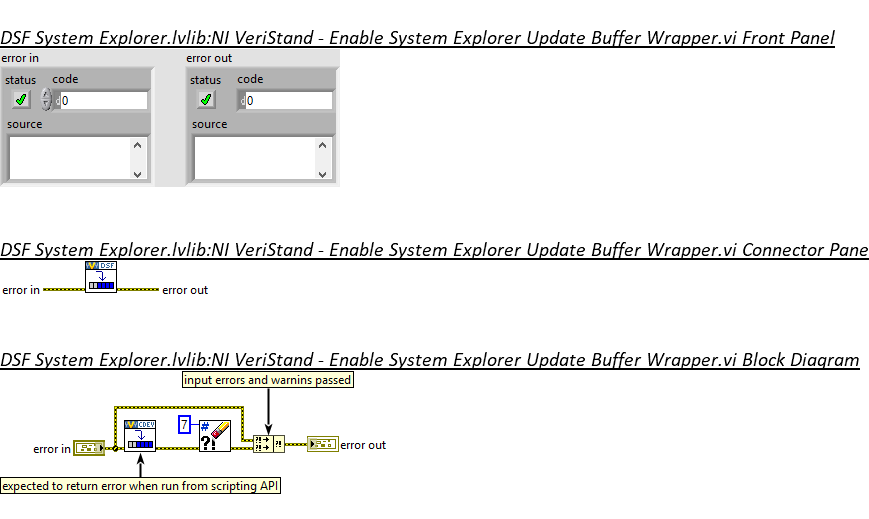 DSF System Explorer.lvlib:NI VeriStand - Enable System Explorer Update Buffer Wrapper.vi Front Panel
error in
error out
status code
status code
0
0
source
source
DSF System Explorer.lvlib:NI VeriStand - Enable System Explorer Update Buffer Wrapper.vi Connector Pane
DSF
error in
error out
DSF System Explorer.lvlib:NI VeriStand - Enable System Explorer Update Buffer Wrapper.vi Block Diagram
input errors and warnins passed
CDEV
7
#
?!
?!
?!
?!
error in
error out
expected to return error when run from scripting API